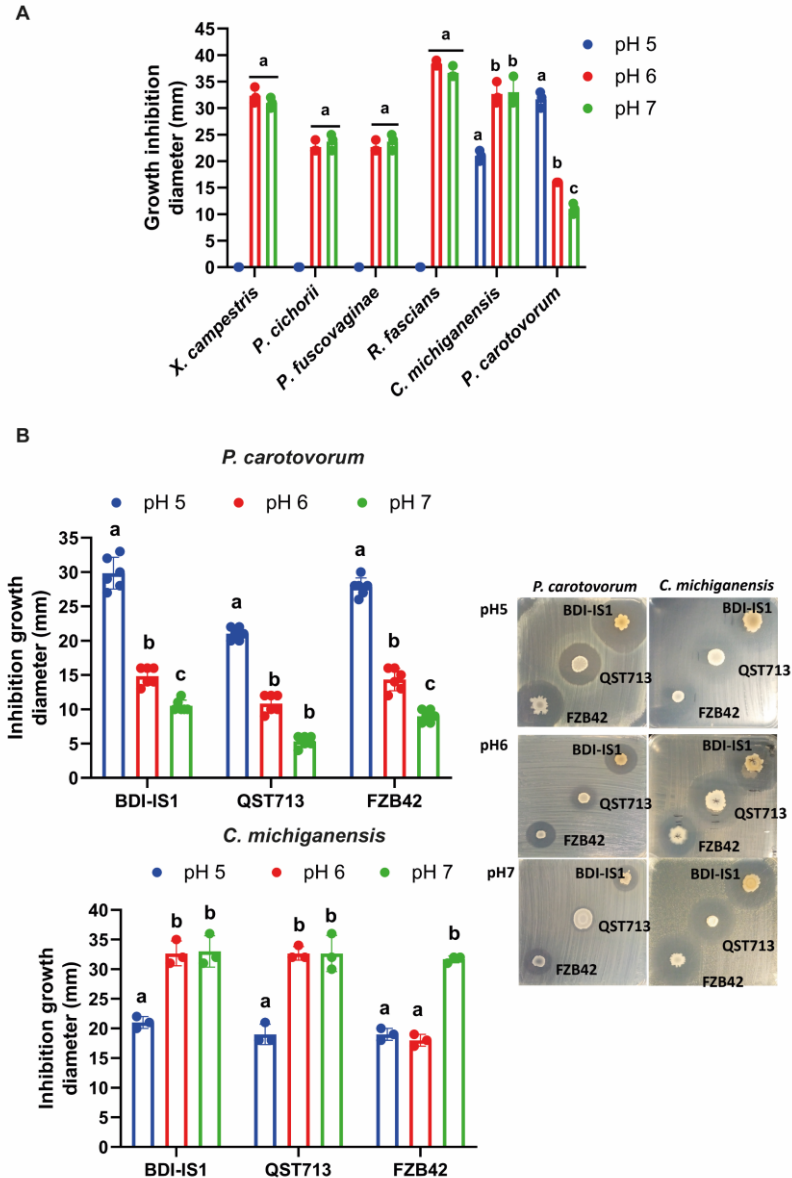 A
45
40
35
30
25
20
15
10
5
0
Growth inhibition
diameter (mm)
a
a
a
a
a
b
b
a
b
c
pH 5
pH 6
pH 7
X. campestris
P. cichorii
P. fuscovaginae
R. fascians
C. michiganensis
P. carotovorum
B
P. carotovorum
pH 5
pH 6
pH 7
35
30
25
20
15
10
5
0
Inhibition growth
diameter (mm)
a
b
c
a
b
b
a
b
c
BDI-IS1
QST713
FZB42
C. michiganensis
pH 5
pH 6
pH 7
40
35
30
25
20
15
10
5
0
Inhibition growth
diameter (mm)
a
b
b
a
b
b
a
a
b
BDI-IS1
QST713
FZB42
P. carotovorum
C. michiganensis
pH5
BDI-IS1
QST713
FZB42
BDI-IS1
QST713
FZB42
pH6
BDI-IS1
QST713
FZB42
BDI-IS1
QST713
FZB42
pH7
BDI-IS1
QST713
FZB42
BDI-IS1
QST713
FZB42